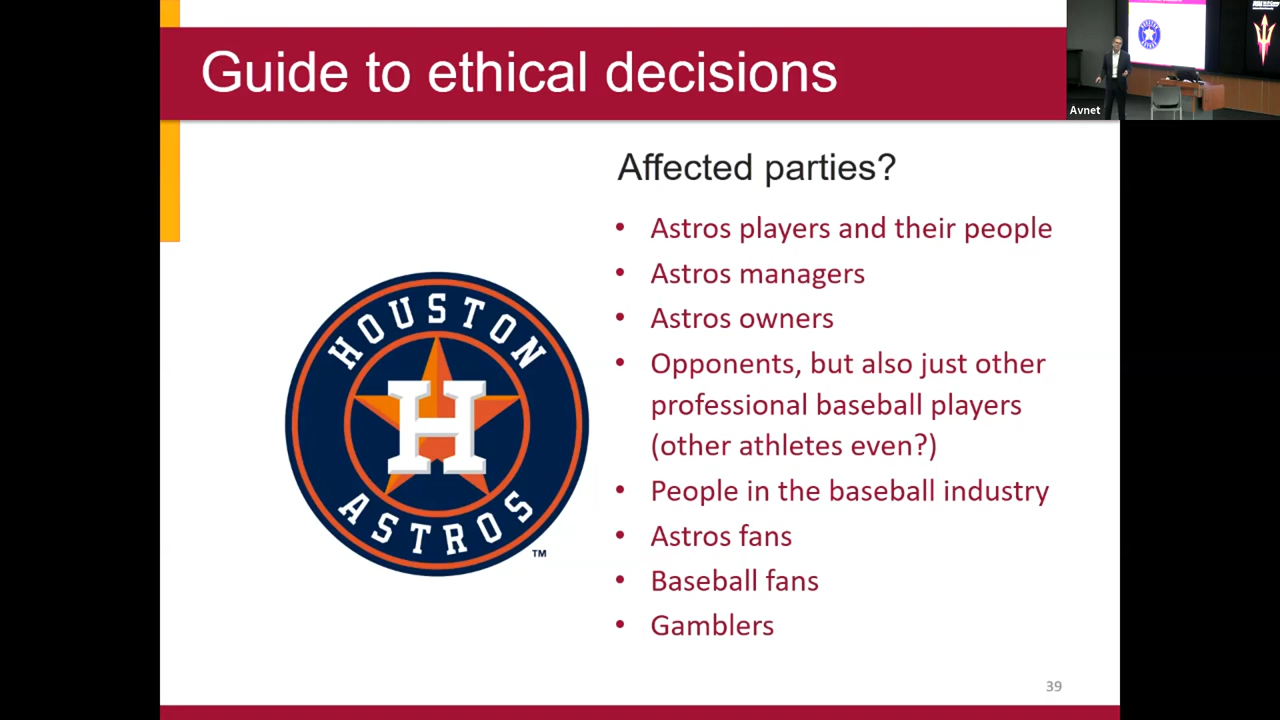 Guide to ethical decisions
Avnet
Affected parties?
• Astros players and their people
• Astros managers
• Astros owners
• Opponents, but also just other
professional baseball players
(other athletes even?)
• People in the baseball industry
• Astros fans
• Baseball fans
• Gamblers
HOUSTON
H
ASTROS
TM
39